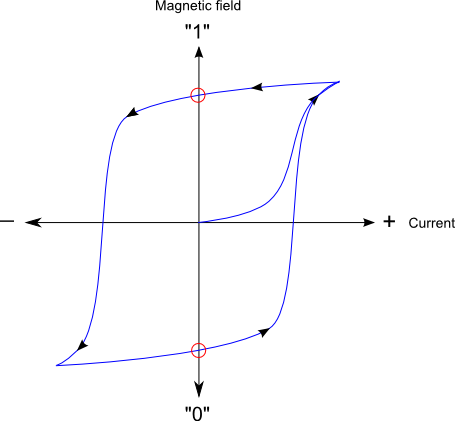 Magnetic field
"1"
– + Current
"0"